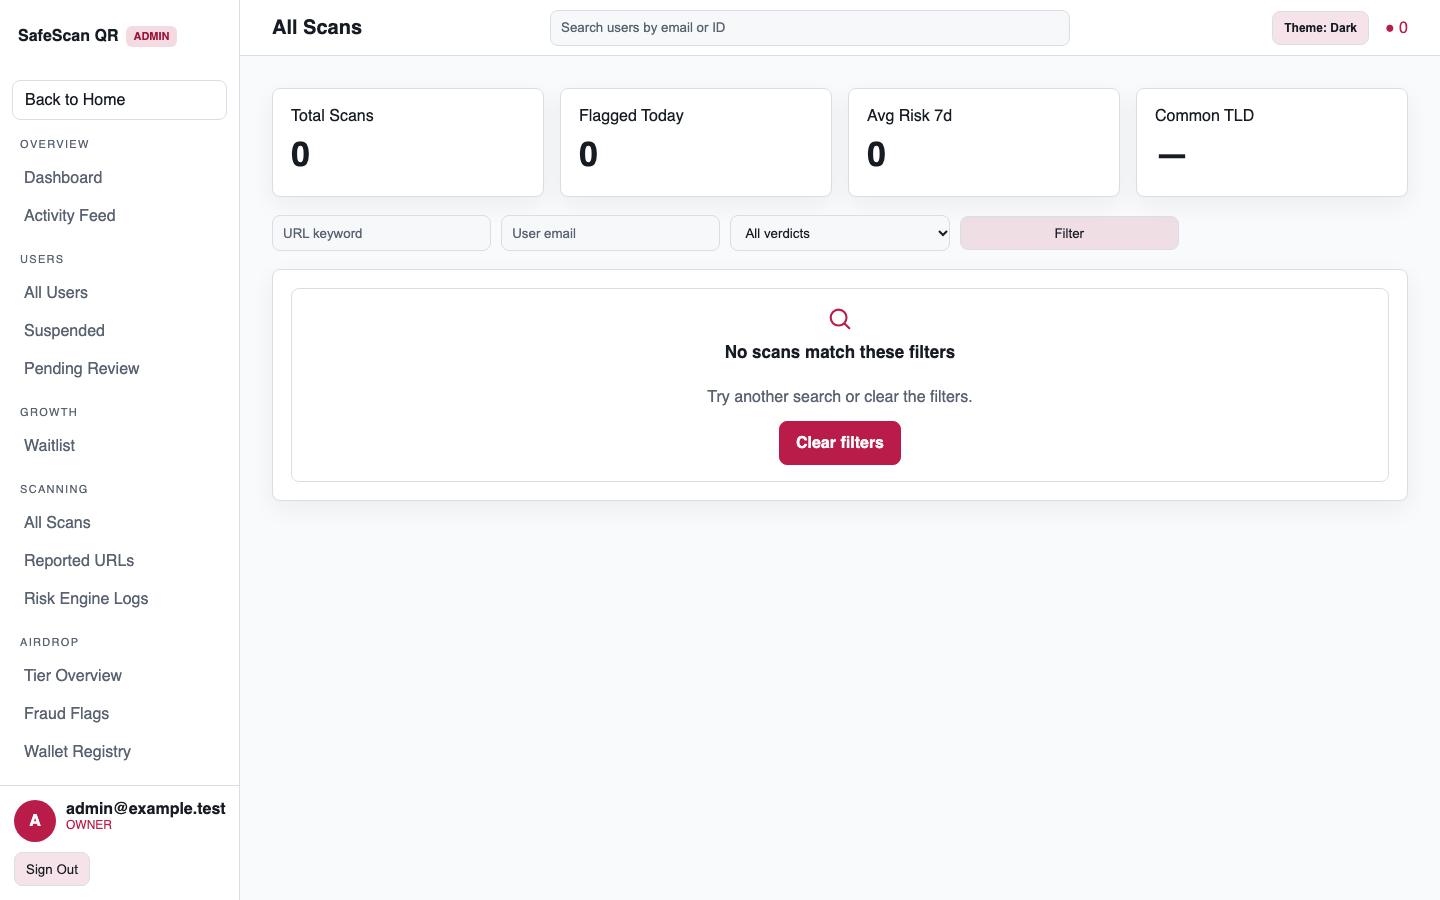 SafeScan QR ADMIN
Back to Home
OVERVIEW
Dashboard
Activity Feed
USERS
All Users
Suspended
Pending Review
GROWTH
Waitlist
SCANNING
All Scans
Reported URLs
Risk Engine Logs
AIRDROP
Tier Overview
Fraud Flags
Wallet Registry
A
admin@example.test
OWNER
Sign Out
All Scans
Search users by email or ID
Theme: Dark
● 0
Total Scans
0
Flagged Today
0
Avg Risk 7d
0
Common TLD
—
URL keyword
User email
All verdicts
Filter
No scans match these filters
Try another search or clear the filters.
Clear filters